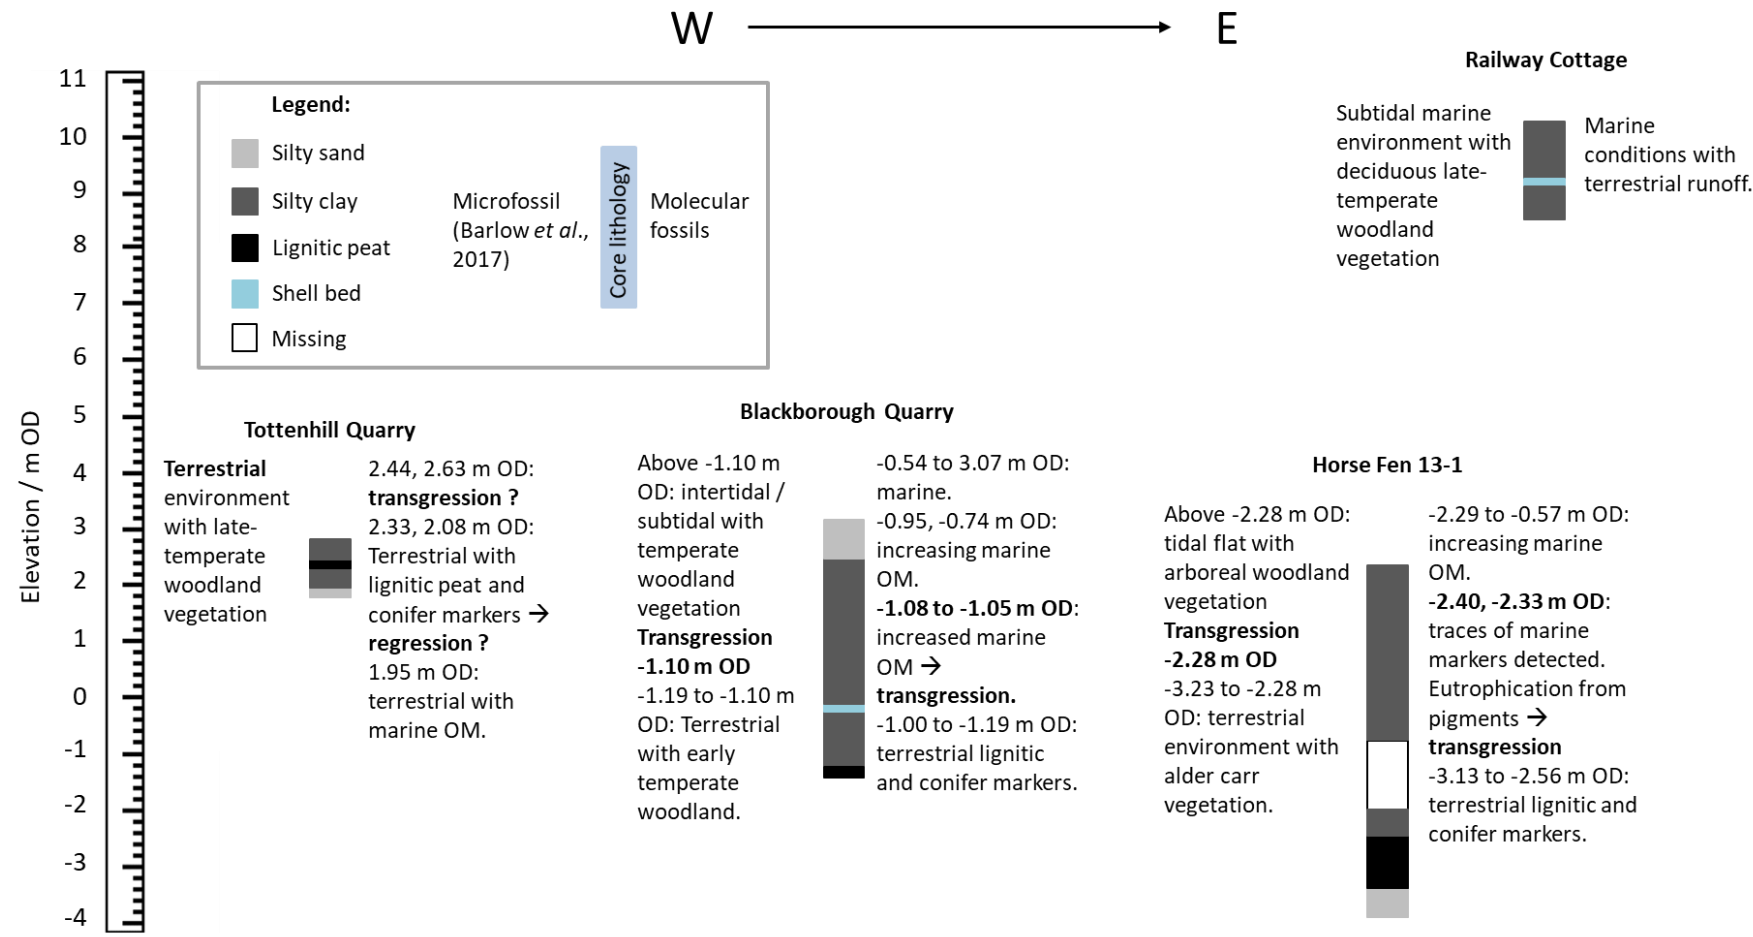 W
E
11
10
9
8
7
6
5
4
3
2
1
0
-1
-2
-3
-4
Elevation / m OD
Legend:
Silty sand
Silty clay
Lignitic peat
Shell bed
Missing
Microfossil
(Barlow et al.,
2017)
Core lithology
Molecular
fossils
Railway Cottage
Subtidal marine
environment with
deciduous late-
temperate
woodland
vegetation
Marine
conditions with
terrestrial runoff.
Tottenhill Quarry
Terrestrial
environment
with late-
temperate
woodland
vegetation
2.44, 2.63 m OD:
transgression ?
2.33, 2.08 m OD:
Terrestrial with
lignitic peat and
conifer markers →
regression ?
1.95 m OD:
terrestrial with
marine OM.
Blackborough Quarry
Above -1.10 m
OD: intertidal /
subtidal with
temperate
woodland
vegetation
Transgression
-1.10 m OD
-1.19 to -1.10 m
OD: Terrestrial
with early
temperate
woodland.
-0.54 to 3.07 m OD:
marine.
-0.95, -0.74 m OD:
increasing marine
OM.
-1.08 to -1.05 m OD:
increased marine
OM →
transgression.
-1.00 to -1.19 m OD:
terrestrial lignitic
and conifer markers.
Horse Fen 13-1
Above -2.28 m OD:
tidal flat with
arboreal woodland
vegetation
Transgression
-2.28 m OD
-3.23 to -2.28 m
OD: terrestrial
environment with
alder carr
vegetation.
-2.29 to -0.57 m OD:
increasing marine
OM.
-2.40, -2.33 m OD:
traces of marine
markers detected.
Eutrophication from
pigments →
transgression
-3.13 to -2.56 m OD:
terrestrial lignitic and
conifer markers.